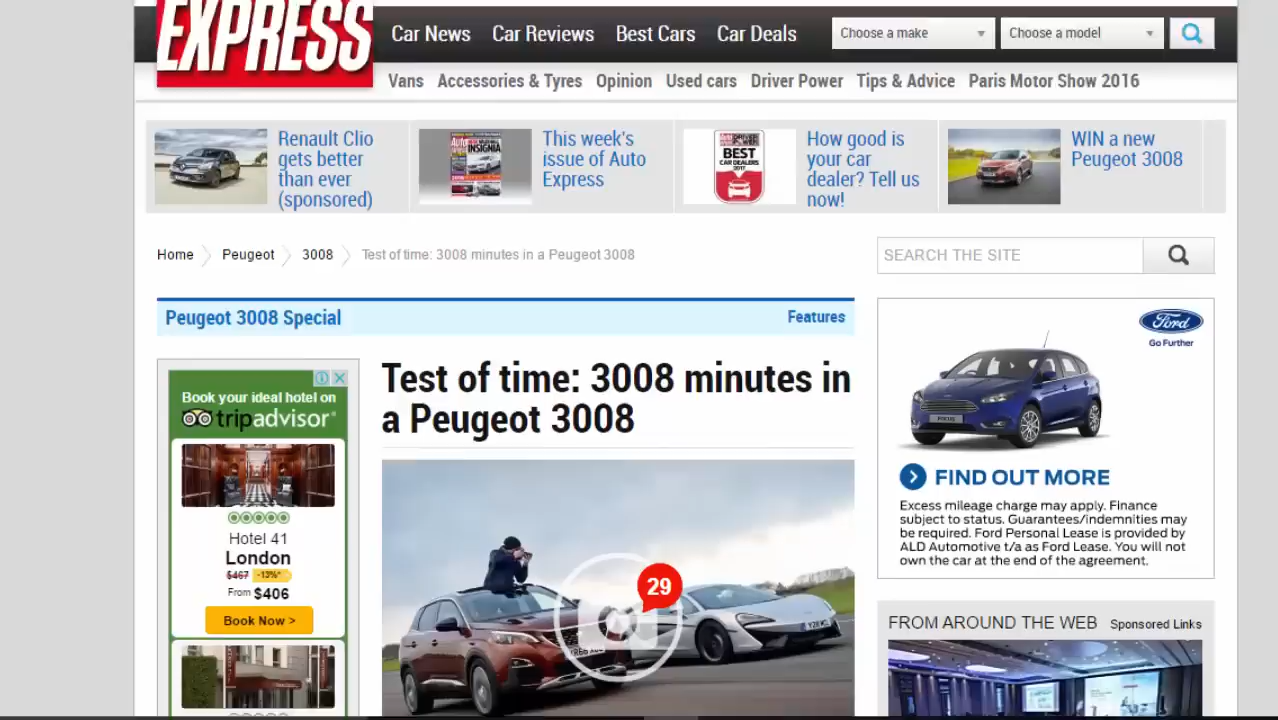 EXPRESS
Car News Car Reviews Best Cars Car Deals
Choose a make
Choose a model
Vans Accessories & Tyres Opinion Used cars Driver Power Tips & Advice Paris Motor Show 2016
Renault Clio
gets better
than ever
(sponsored)
Auto
INSIGNIA
This week's
issue of Auto
Express
BEST
CAR DEALERS
2017
How good is
your car
dealer? Tell us
now!
WIN a new
Peugeot 3008
Home Peugeot 3008 Test of time: 3008 minutes in a Peugeot 3008
SEARCH THE SITE
Peugeot 3008 Special
Features
Book your ideal hotel on
tripadvisor
Hotel 41
London
$467 -13%*
From $406
Book Now >
Test of time: 3008 minutes in
a Peugeot 3008
29
Ford
Go Further
FOCUS
FIND OUT MORE
Excess mileage charge may apply. Finance
subject to status. Guarantees/indemnities may
be required. Ford Personal Lease is provided by
ALD Automotive t/a as Ford Lease. You will not
own the car at the end of the agreement.
FROM AROUND THE WEB Sponsored Links